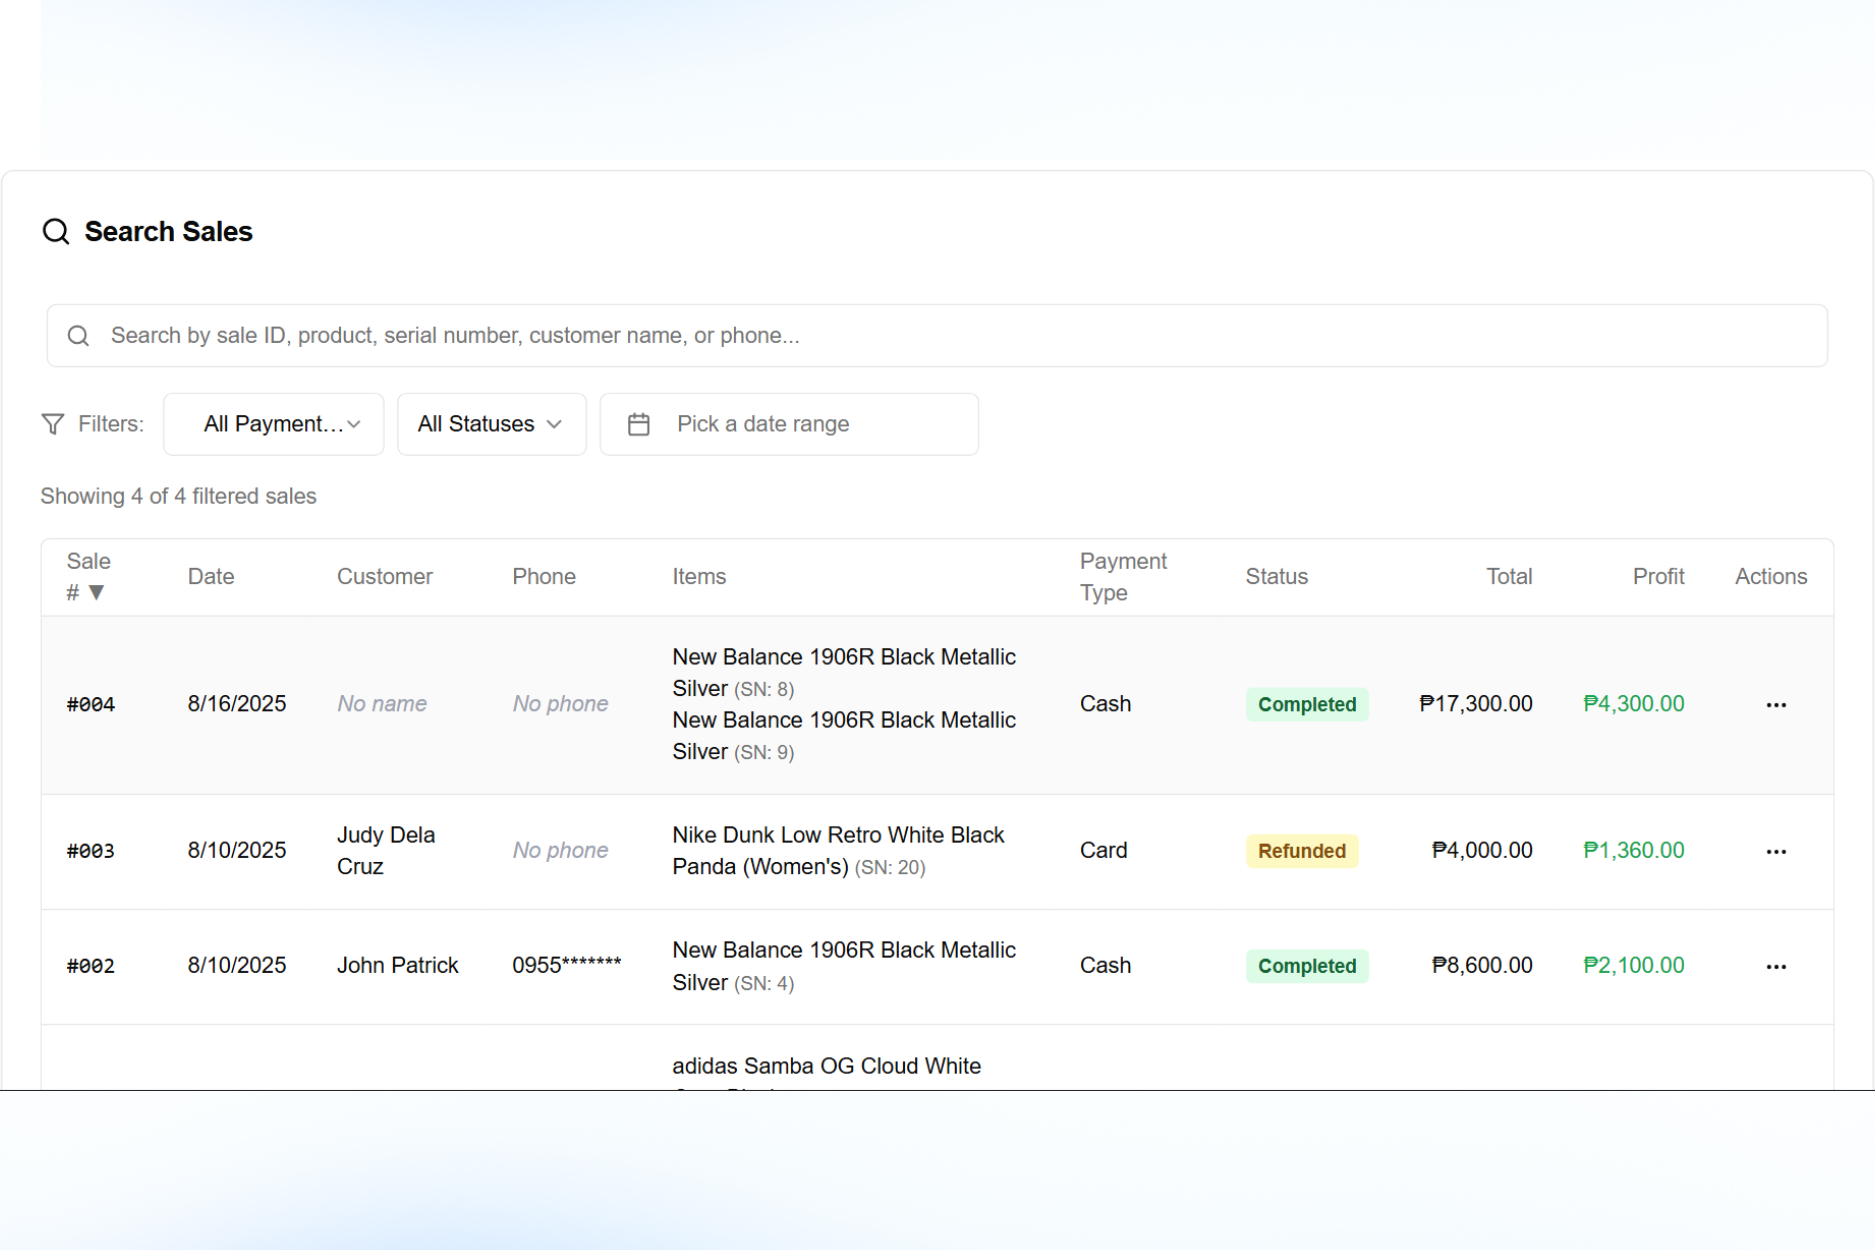 Search Sales
Search by sale ID, product, serial number, customer name, or phone...
Filters:
All Payment...
All Statuses
Pick a date range
Showing 4 of 4 filtered sales
Sale
# ▼
Date
Customer
Phone
Items
Payment
Type
Status
Total
Profit
Actions
#004
8/16/2025
No name
No phone
New Balance 1906R Black Metallic
Silver (SN: 8)
New Balance 1906R Black Metallic
Silver (SN: 9)
Cash
Completed
₱17,300.00
₱4,300.00
#003
8/10/2025
Judy Dela
Cruz
No phone
Nike Dunk Low Retro White Black
Panda (Women's) (SN: 20)
Card
Refunded
₱4,000.00
₱1,360.00
#002
8/10/2025
John Patrick
0955*******
New Balance 1906R Black Metallic
Silver (SN: 4)
Cash
Completed
₱8,600.00
₱2,100.00
adidas Samba OG Cloud White